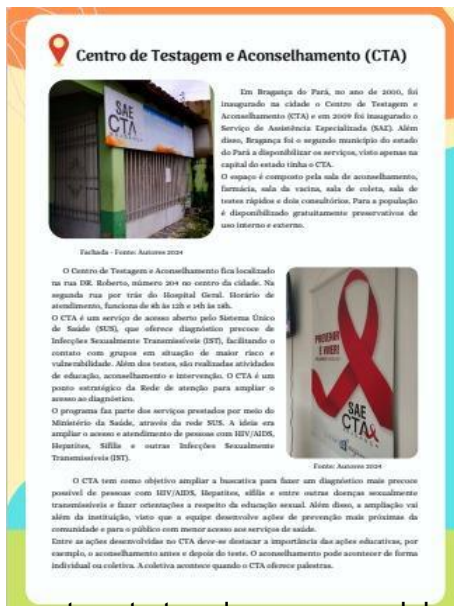 Centro de Testagem e Aconselhamento (CTA)
SAE
CTA
Em Bragança do Pará, no ano de 2000, foi
inaugurado na cidade o Centro de Testagem e
Aconselhamento (CTA) e em 2009 foi inaugurado o
Serviço de Assistência Especializada (SAE). Além
disso, Bragança foi o segundo município do estado
do Pará a disponibilizar os serviços, visto apenas na
capital do estado tinha o CTA.
O espaço é composto pela sala de aconselhamento,
farmácia, sala da vacina, sala de coleta, sala de
testes rápidos e dois consultórios. Para a população
é disponibilizado gratuitamente preservativos de
uso interno e externo.
Fachada - Fonte: Autores 2024
O Centro de Testagem e Aconselhamento fica localizado
na rua DR. Roberto, número 204 no centro da cidade. Na
segunda rua por trás do Hospital Geral. Horário de
atendimento, funciona de 8h às 12h e 14h às 18h.
O CTA é um serviço de acesso aberto pelo Sistema Único
de Saúde (SUS), que oferece diagnóstico precoce de
Infecções Sexualmente Transmissíveis (IST), facilitando o
contato com grupos em situação de maior risco e
vulnerabilidade. Além dos testes, são realizadas atividades
de educação, aconselhamento e intervenção. O CTA é um
ponto estratégico da Rede de atenção para ampliar o
acesso ao diagnóstico.
O programa faz parte dos serviços prestados por meio do
Ministério da Saúde, através da rede SUS. A ideia era
ampliar o acesso e atendimento de pessoas com HIV/AIDS,
Hepatites, Sífilis e outras Infecções Sexualmente
Transmissíveis (IST).
PREVENIR
E VIVER!
SAE
CTA
Fonte: Autores 2024
O CTA tem como objetivo ampliar a buscativa para fazer um diagnóstico mais precoce
possível de pessoas com HIV/AIDS, Hepatites, sífilis e entre outras doenças sexualmente
transmissíveis e fazer orientações a respeito da educação sexual. Além disso, a ampliação vai
além da instituição, visto que a equipe desenvolve ações de prevenção mais próximas da
comunidade e para o público com menor acesso aos serviços de saúde.
Entre as ações desenvolvidas no CTA deve-se destacar a importância das ações educativas, por
exemplo, o aconselhamento antes e depois do teste. O aconselhamento pode acontecer de forma
individual ou coletiva. A coletiva acontece quando o CTA oferece palestras.